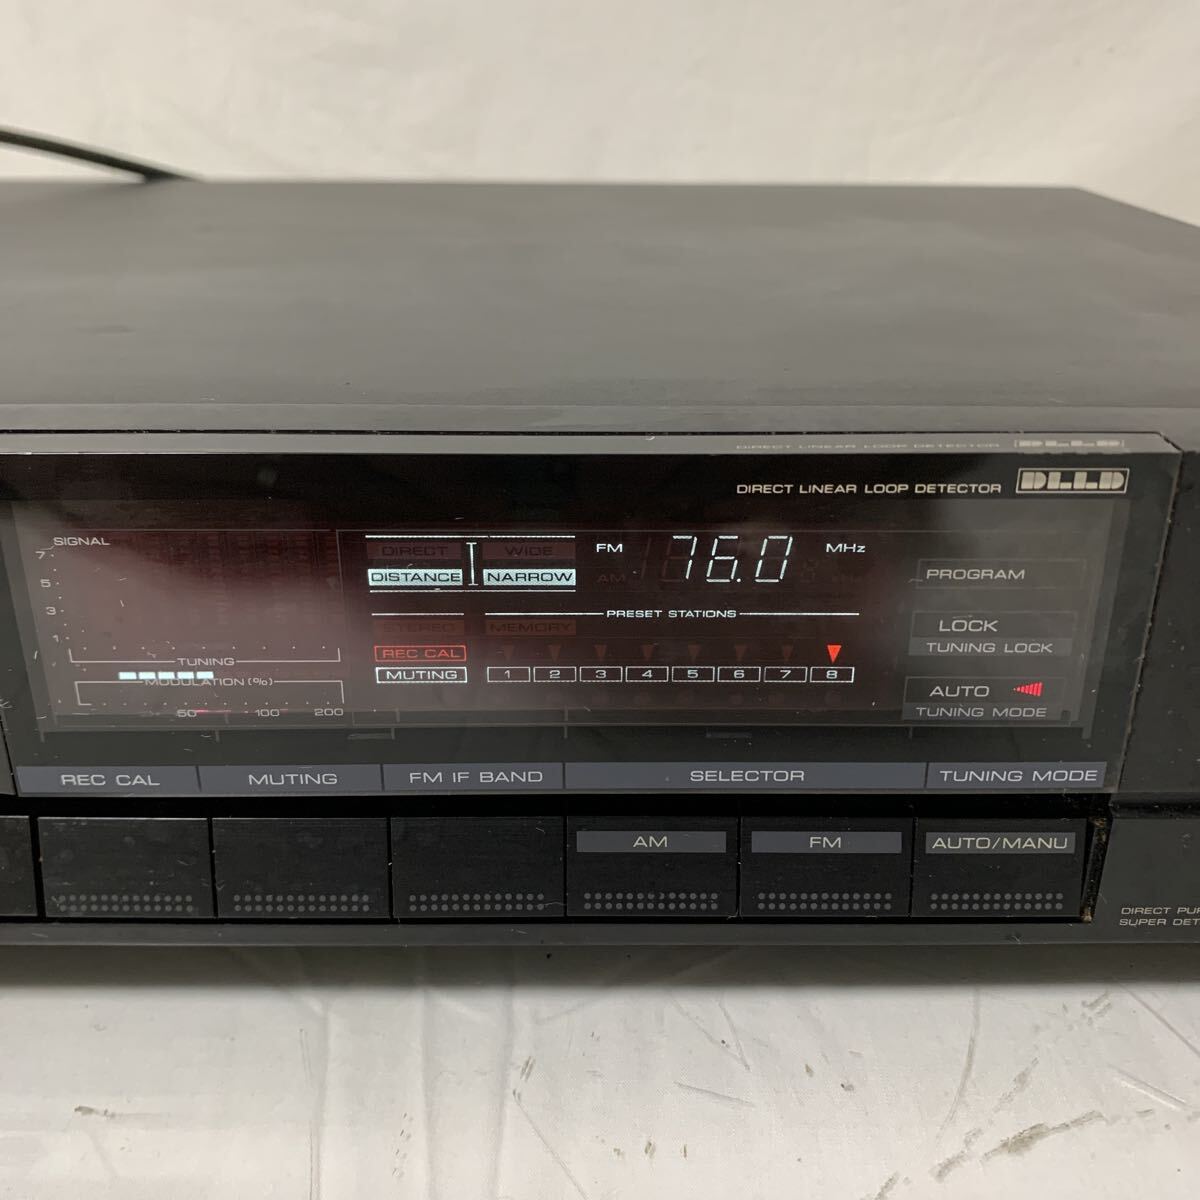 DIRECT LINEAR LOOP DETECTOR DLLD
DIRECT LINEAR LOOP DETECTOR DLLD
SIGNAL
7
5
3
1
TUNING
MODULATION (%)
50 100 200
DIRECT WIDE
DISTANCE NARROW
FM 76.0 MHz
AM
PRESET STATIONS
STEREO MEMORY
REC CAL
MUTING 1 2 3 4 5 6 7 8
PROGRAM
LOCK
TUNING LOCK
AUTO
TUNING MODE
REC CAL MUTING FM IF BAND SELECTOR TUNING MODE
AM FM AUTO/MANU
DIRECT PUR
SUPER DET